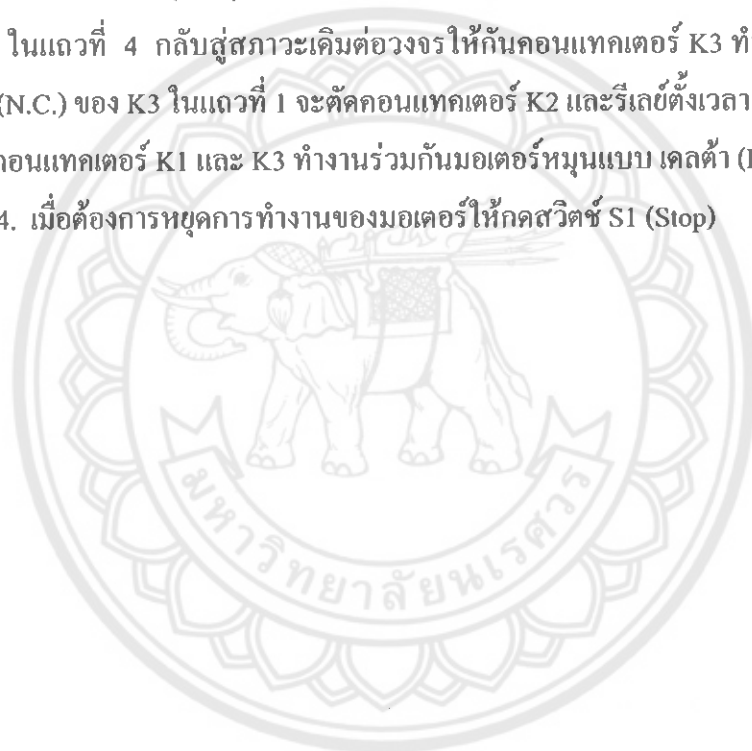 ในแถวที่ 4 กลับสู่สภาวะเดิมต่อวงจรให้กับคอนแทคเตอร์ K3 ทํ
(N.C.) ของ K3 ในแถวที่ 1 จะตัดคอนแทคเตอร์ K2 และรีเลย์ตั้งเวลา
คอนแทคเตอร์ K1 และ K3 ทำงานร่วมกันมอเตอร์หมุนแบบ เดลต้า (
4. เมื่อต้องการหยุดการทำงานของมอเตอร์ให้กดสวิตช์ S1 (Stop)
มหาวิทยาลัยนเรศวร